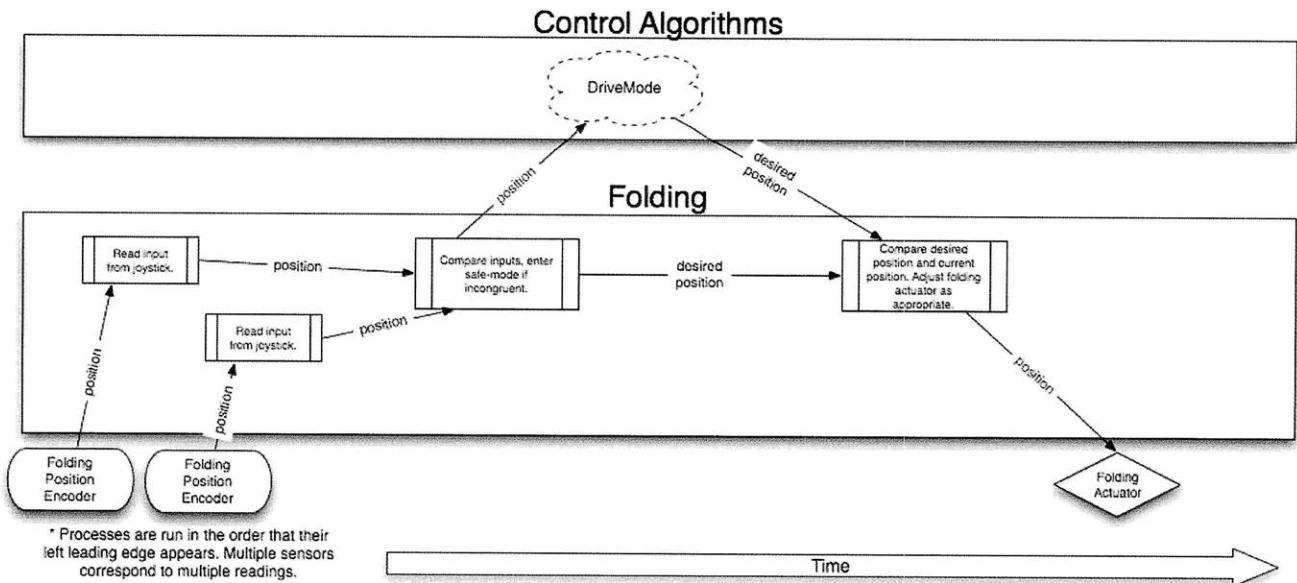 Control Algorithms
DriveMode
position
desired
position
Folding
Read input
from joystick.
position
Compare inputs, enter
safe-mode if
incongruent.
desired
position
Compare desired
position and current
position. Adjust folding
actuator as
appropriate.
Read input
from joystick.
position
position
position
position
Folding
Position
Encoder
Folding
Position
Encoder
Folding
Actuator
* Processes are run in the order that their
left leading edge appears. Multiple sensors
correspond to multiple readings.
Time